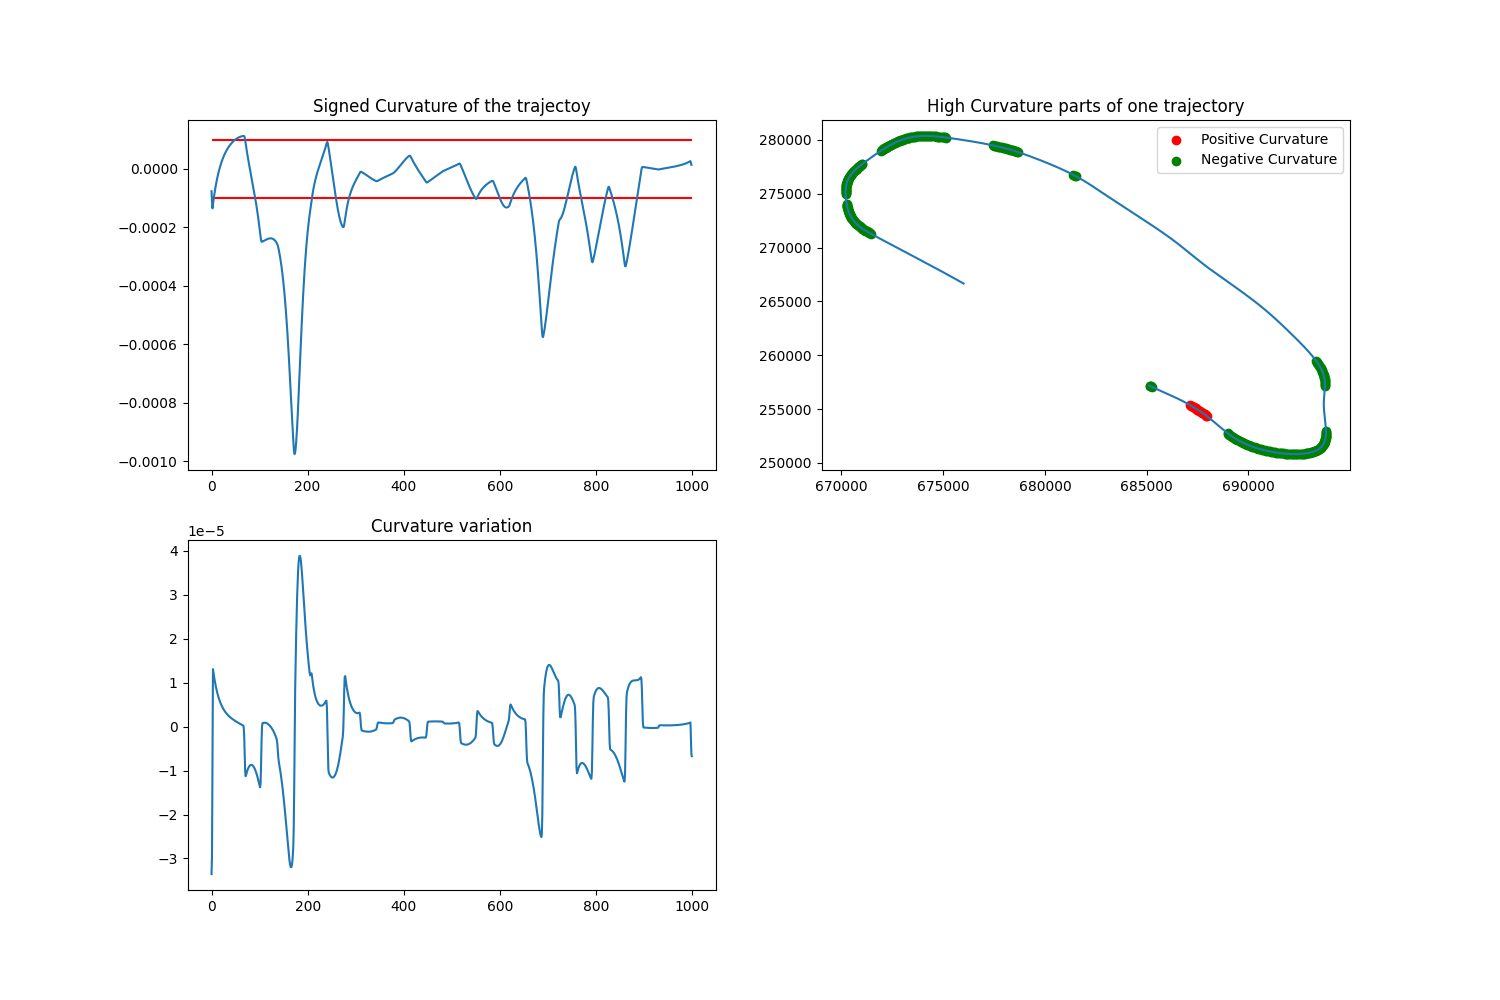 Signed Curvature of the trajectoy
0.0000
−0.0002
−0.0004
−0.0006
−0.0008
−0.0010
0 200 400 600 800 1000
High Curvature parts of one trajectory
Positive Curvature
Negative Curvature
280000
275000
270000
265000
260000
255000
250000
670000 675000 680000 685000 690000
Curvature variation
1e−5
4
3
2
1
0
−1
−2
−3
0 200 400 600 800 1000